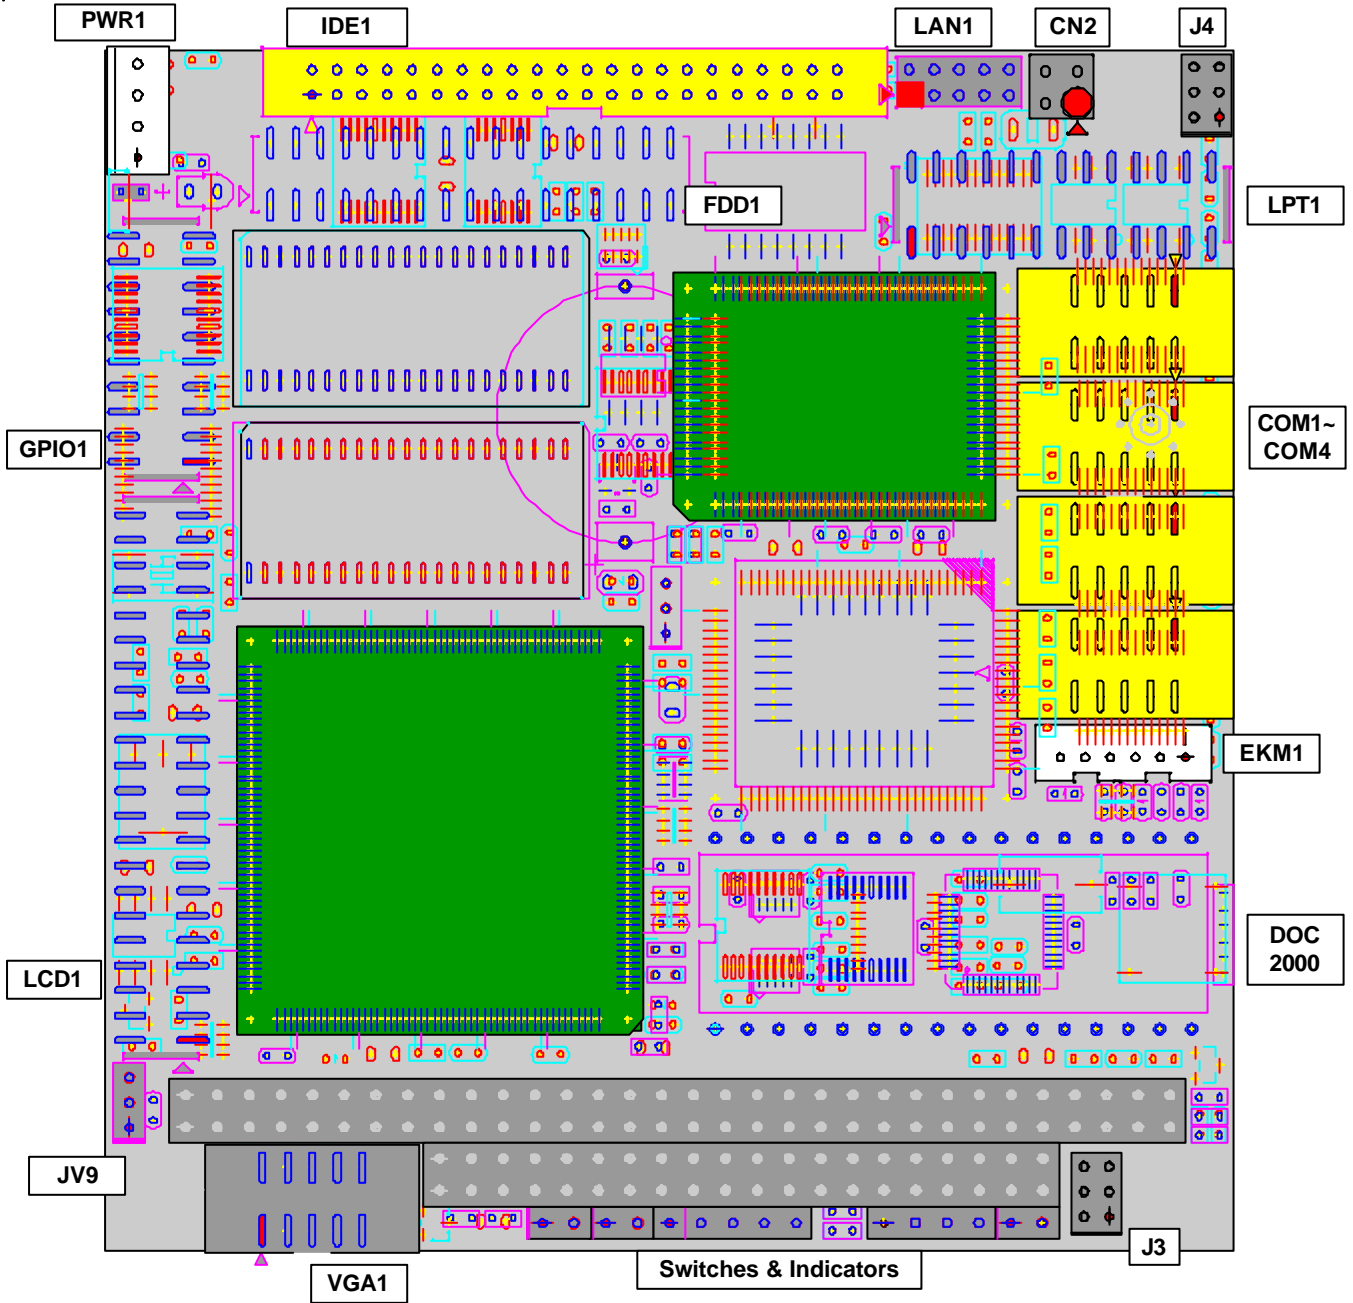 PWR1
IDE1
LAN1
CN2
J4
FDD1
LPT1
GPIO1
COM1~
COM4
EKM1
DOC
2000
LCD1
JV9
J3
VGA1
Switches & Indicators